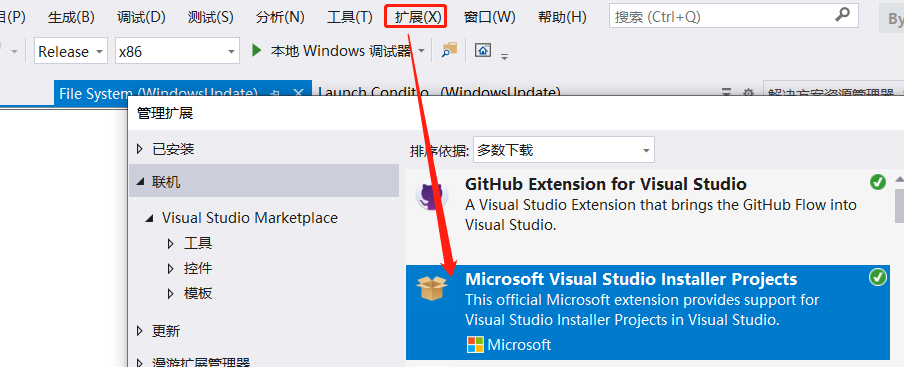 目(P) 生成(B) 调试(D) 测试(S) 分析(N) 工具(T) 扩展(X) 窗口(W) 帮助(H) 搜索 (Ctrl+Q) By
Release x86 本地 Windows 调试器
File System (WindowsUpdate) Launch Conditio...(WindowsUpdate) 解决方案资源管理器
管理扩展
已安装
排序依据: 多数下载
联机
GitHub Extension for Visual Studio
A Visual Studio Extension that brings the GitHub Flow into
Visual Studio.
Visual Studio Marketplace
工具
控件
模板
Microsoft Visual Studio Installer Projects
This official Microsoft extension provides support for
Visual Studio Installer Projects in Visual Studio.
Microsoft
更新
漫游扩展管理器